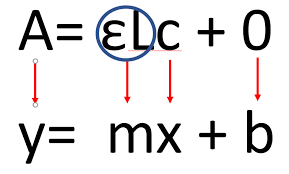 A= εLc + 0
y= mx + b